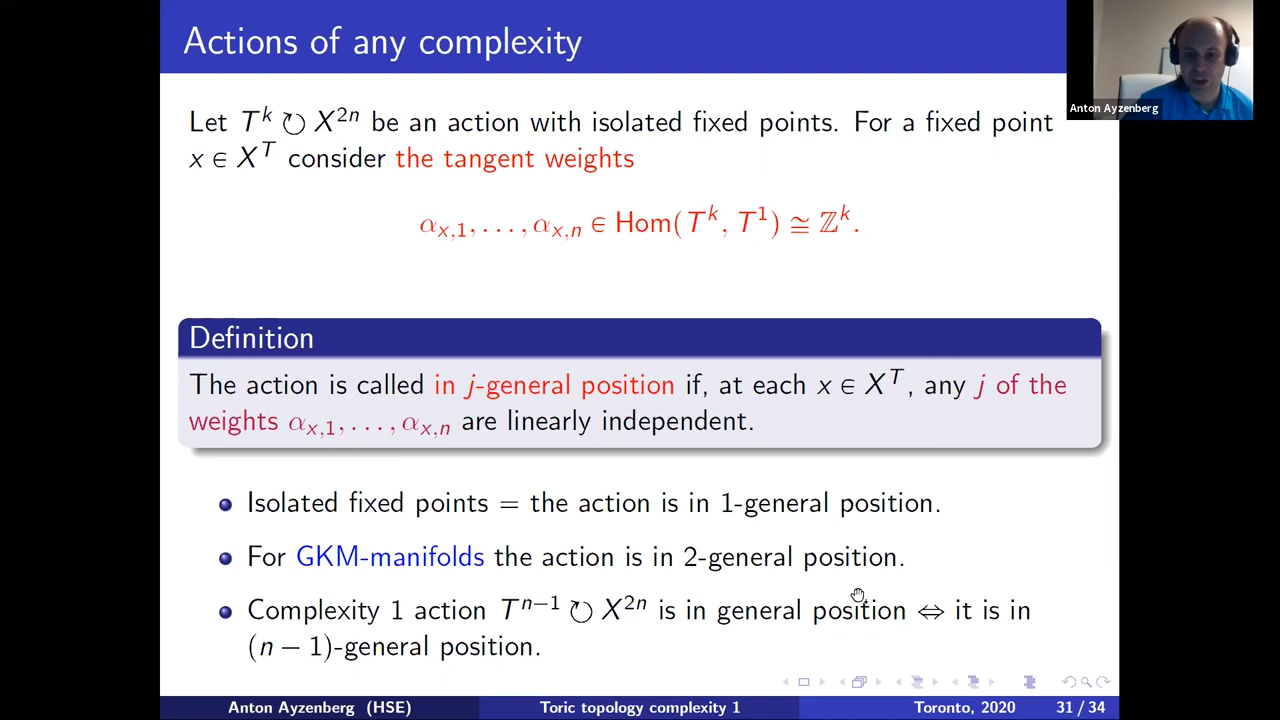 Actions of any complexity
Anton Ayzenberg
Let T^k ↻ X^{2n} be an action with isolated fixed points. For a fixed point
x ∈ X^T consider the tangent weights
α_{x,1}, . . . , α_{x,n} ∈ Hom(T^k, T^1) ≅ ℤ^k.
Definition
The action is called in j-general position if, at each x ∈ X^T, any j of the
weights α_{x,1}, . . . , α_{x,n} are linearly independent.
Isolated fixed points = the action is in 1-general position.
For GKM-manifolds the action is in 2-general position.
Complexity 1 action T^{n−1} ↻ X^{2n} is in general position ⇔ it is in
(n − 1)-general position.
Anton Ayzenberg (HSE) Toric topology complexity 1 Toronto, 2020 31 / 34